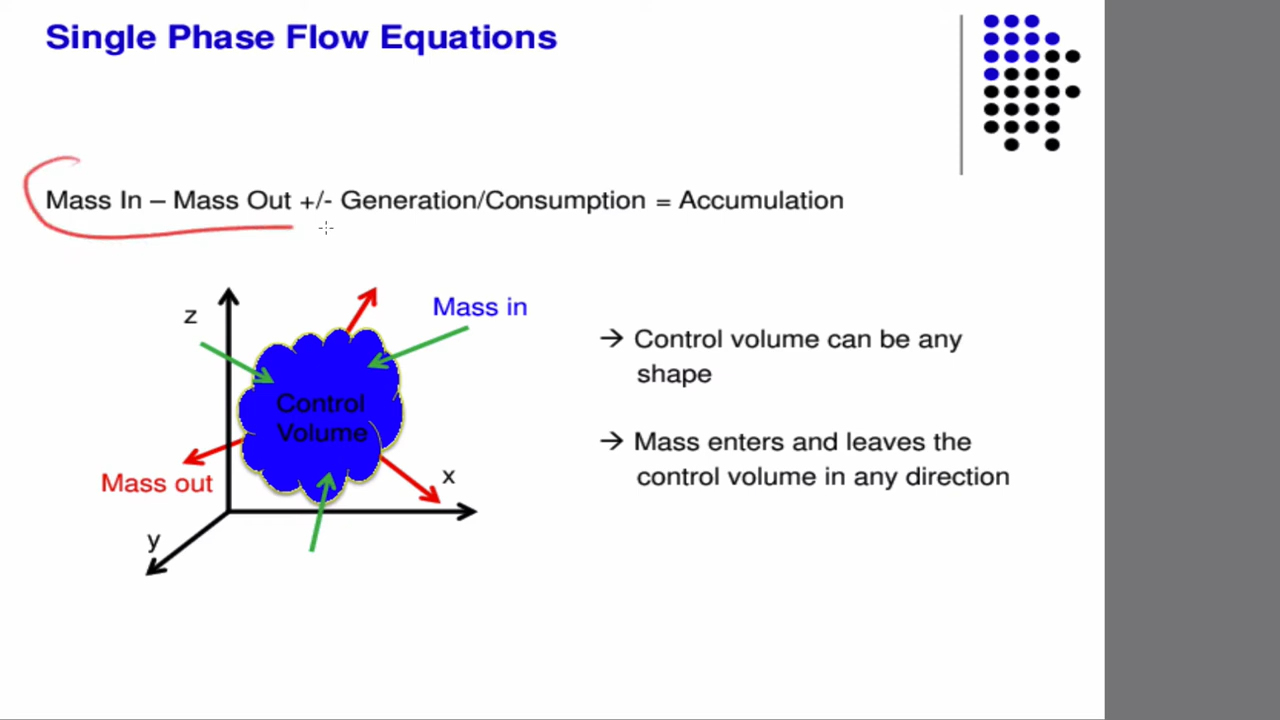 Single Phase Flow Equations
Mass In – Mass Out +/- Generation/Consumption = Accumulation
z
Mass in
→ Control volume can be any
shape
Control
Volume
→ Mass enters and leaves the
control volume in any direction
Mass out
x
y